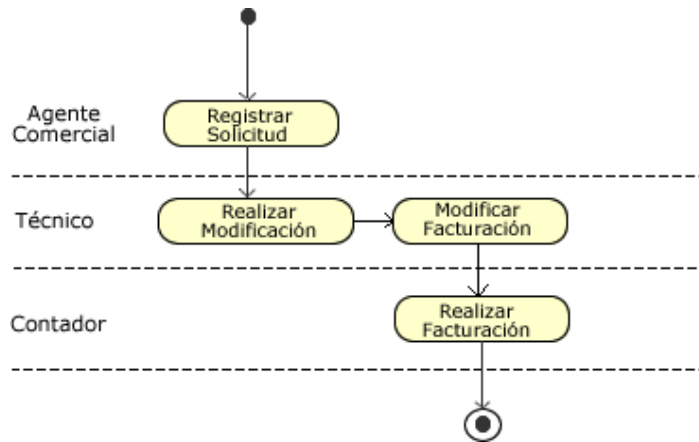 Agente
Comercial
Registrar
Solicitud
Técnico
Realizar
Modificación
Modificar
Facturación
Contador
Realizar
Facturación